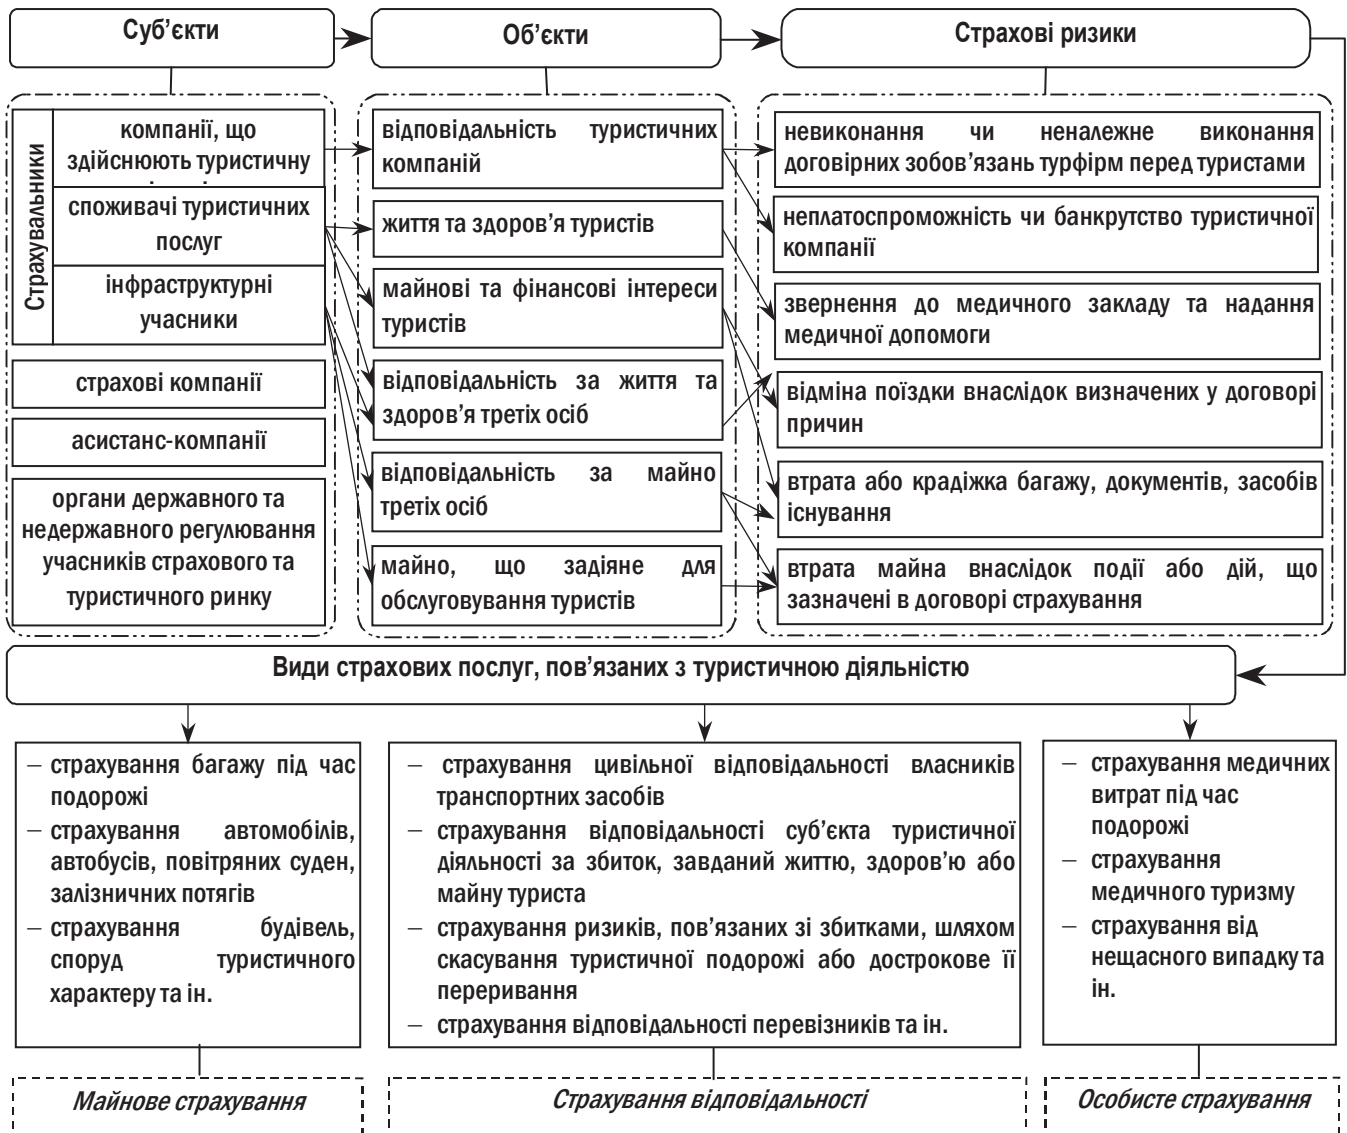 Суб’єкти
Об’єкти
Страхові ризики
Страхувальники
компанії, що
здійснюють туристичну
споживачі туристичних
послуг
інфраструктурні
учасники
страхові компанії
асистанс-компанії
органи державного та
недержавного регулювання
учасників страхового та
туристичного ринку
відповідальність туристичних
компаній
життя та здоров’я туристів
майнові та фінансові інтереси
туристів
відповідальність за життя та
здоров’я третіх осіб
відповідальність за майно
третіх осіб
майно, що задіяне для
обслуговування туристів
невиконання чи неналежне виконання
договірних зобов’язань турфірм перед туристами
неплатоспроможність чи банкрутство туристичної
компанії
звернення до медичного закладу та надання
медичної допомоги
відміна поїздки внаслідок визначених у договорі
причин
втрата або крадіжка багажу, документів, засобів
існування
втрата майна внаслідок події або дій, що
зазначені в договорі страхування
Види страхових послуг, пов’язаних з туристичною діяльністю
– страхування багажу під час
подорожі
– страхування автомобілів,
автобусів, повітряних суден,
залізничних потягів
– страхування будівель,
споруд туристичного
характеру та ін.
– страхування цивільної відповідальності власників
транспортних засобів
– страхування відповідальності суб’єкта туристичної
діяльності за збиток, завданий життю, здоров’ю або
майну туриста
– страхування ризиків, пов’язаних зі збитками, шляхом
скасування туристичної подорожі або дострокове її
переривання
– страхування відповідальності перевізників та ін.
– страхування медичних
витрат під час
подорожі
– страхування
медичного туризму
– страхування від
нещасного випадку та
ін.
Майнове страхування
Страхування відповідальності
Особисте страхування